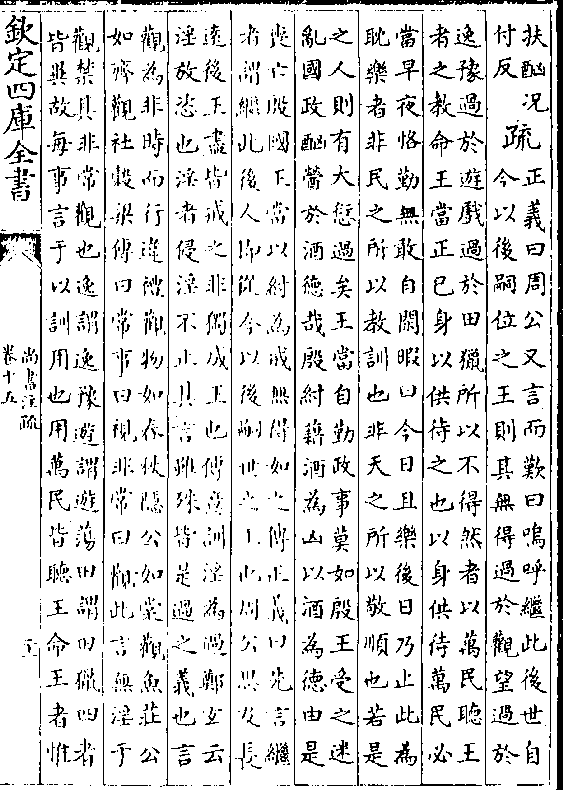 扶酗况
付反
疏
正義曰周公又言而歎曰嗚呼繼此後世自
今以後嗣位之王則其無得過於觀望過於
逸豫過於遊戲過於田獵所以不得然者以萬民聽王
者之教命王當正已身以供待之也以身供待萬民必
當早夜恪勤無敢自閑暇曰今日且樂後日乃止此為
耽樂者非民之所以教訓也非天之所以敬順也若是
之人則有大愆過矣王當自勤政事莫如殷王受之迷
亂國政酗醟於酒德哉殷紂藉酒為凶以酒為德由是
喪亡殷國王當以紂為戒無得如之傳正義曰先言繼
者謂繼此後人即從今以後嗣世之王也周公思及長
遠後王盡皆戒之非獨成王也傳意訓淫為過鄭玄云
淫放恣也淫者侵淫不止其言雖殊皆是過之義也言
觀為非時而行違禮觀物如春秋隱公如棠觀魚莊公
如齊觀社榖梁傳曰常事曰視非常曰觀此言無淫于
觀禁其非常觀也逸謂逸豫遊謂遊蕩田謂田獵四者
皆異故每事言于以訓用也用萬民皆聽王命王者惟
欽定四庫全書
尚書注疏
卷十五